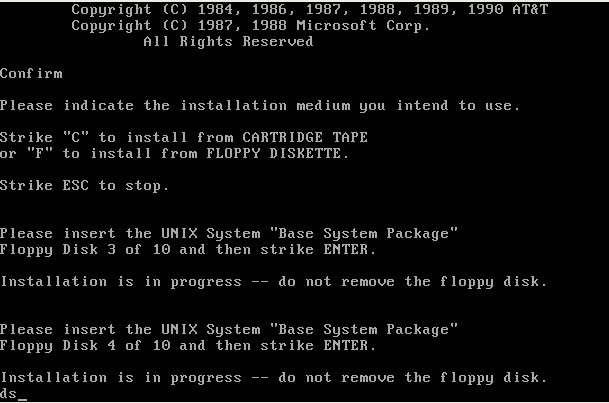 Copyright (C) 1984, 1986, 1987, 1988, 1989, 1990 AT&T
Copyright (C) 1987, 1988 Microsoft Corp.
All Rights Reserved
Confirm
Please indicate the installation medium you intend to use.
Strike "C" to install from CARTRIDGE TAPE
or "F" to install from FLOPPY DISKETTE.
Strike ESC to stop.
Please insert the UNIX System "Base System Package"
Floppy Disk 3 of 10 and then strike ENTER.
Installation is in progress -- do not remove the floppy disk.
Please insert the UNIX System "Base System Package"
Floppy Disk 4 of 10 and then strike ENTER.
Installation is in progress -- do not remove the floppy disk.
ds_